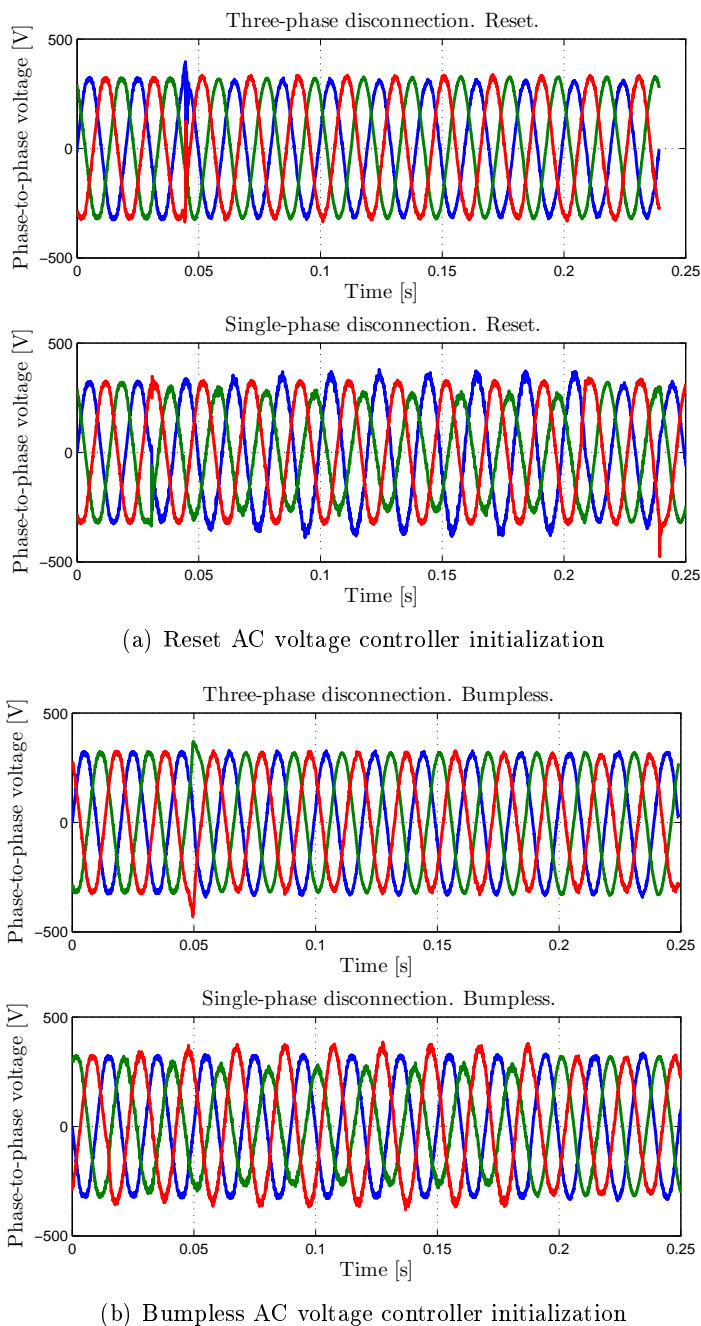 Three-phase disconnection. Reset.
Phase-to-phase voltage [V]
500
0
−500
0 0.05 0.1 0.15 0.2 0.25
Time [s]
Single-phase disconnection. Reset.
Phase-to-phase voltage [V]
500
0
−500
0 0.05 0.1 0.15 0.2 0.25
Time [s]
(a) Reset AC voltage controller initialization
Three-phase disconnection. Bumpless.
Phase-to-phase voltage [V]
500
0
−500
0 0.05 0.1 0.15 0.2 0.25
Time [s]
Single-phase disconnection. Bumpless.
Phase-to-phase voltage [V]
500
0
−500
0 0.05 0.1 0.15 0.2 0.25
Time [s]
(b) Bumpless AC voltage controller initialization